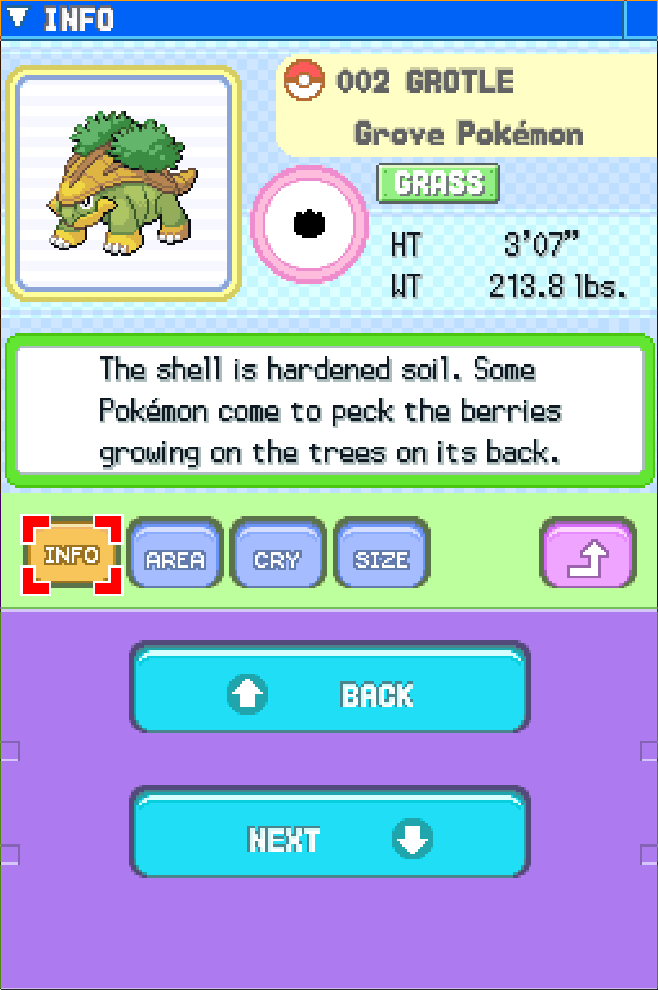 INFO
002 GROTLE
Grove Pokémon
GRASS
HT 3'07”
WT 213.8 lbs.
The shell is hardened soil. Some
Pokémon come to peck the berries
growing on the trees on its back.
INFO AREA CRY SIZE
BACK
NEXT